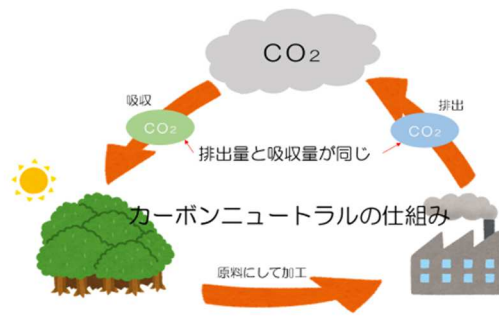 CO₂
吸収
排出
CO₂
CO₂
排出量と吸収量が同じ
カーボンニュートラルの仕組み
原料にして加工